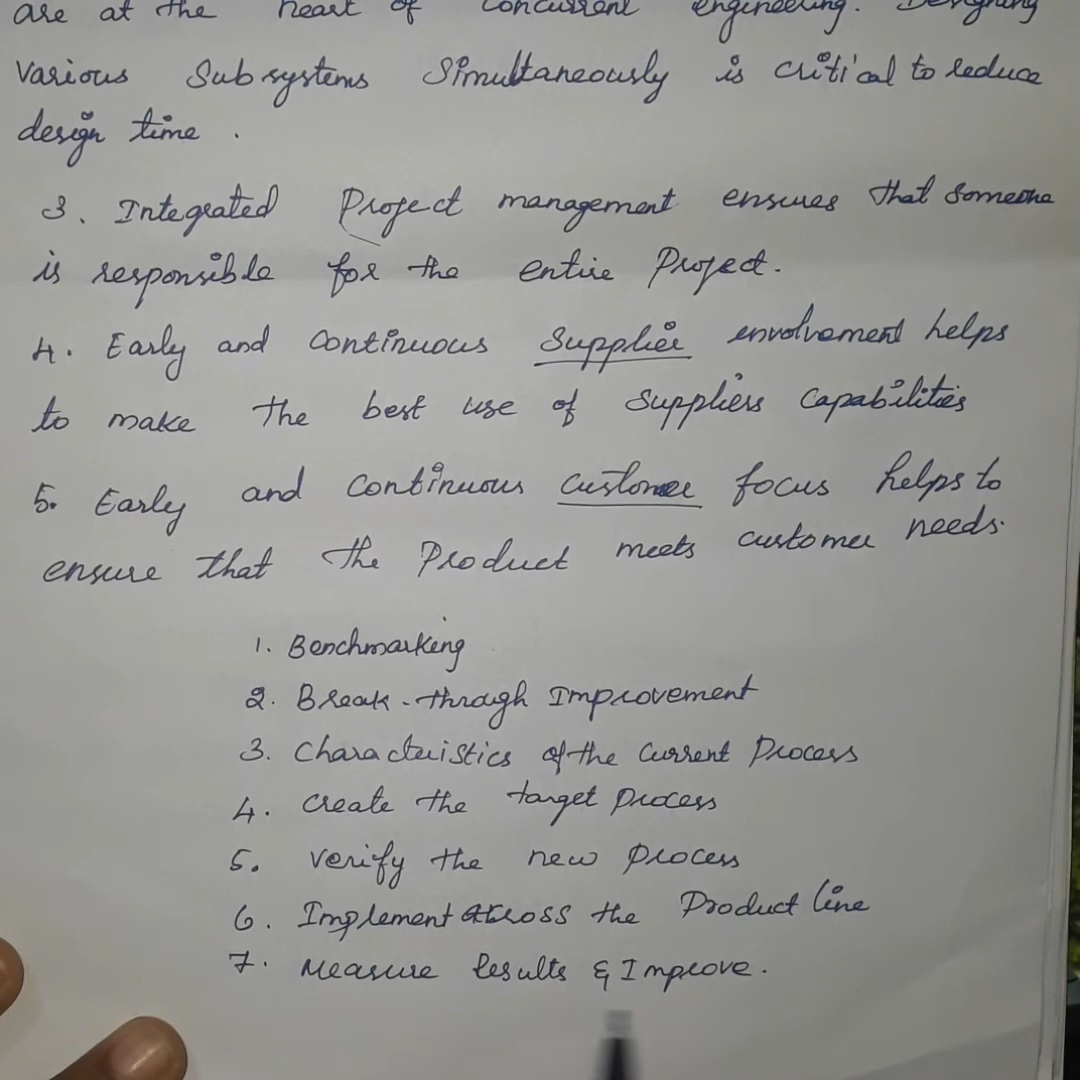 are at the heart of concurrent engineering. Designing
various Subsystems Simultaneously is critical to reduce
design time .
3. Integrated Project management ensures that Someone
is responsible for the entire Project.
4. Early and continuous Supplier involvement helps
to make the best use of suppliers capabilities
5. Early and continuous customer focus helps to
ensure that the Product meets customer needs.
1. Benchmarking
2. Break-through Improvement
3. Characteristics of the current Process
4. create the target process
5. verify the new process
6. Implement across the Product line
7. Measure Results & Improve.